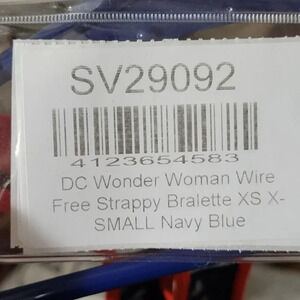 SV29092
4123654583
DC Wonder Woman Wire
Free Strappy Bralette XS X-
SMALL Navy Blue